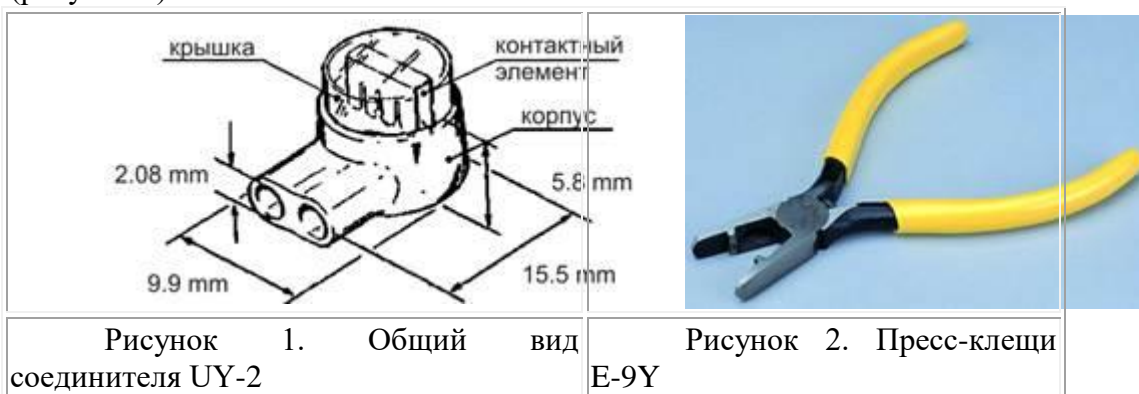 крышка
контактный
элемент
корпус
2.08 mm
5.8 mm
9.9 mm
15.5 mm
Рисунок 1. Общий вид
соединителя UY-2
Рисунок 2. Пресс-клещи
E-9Y